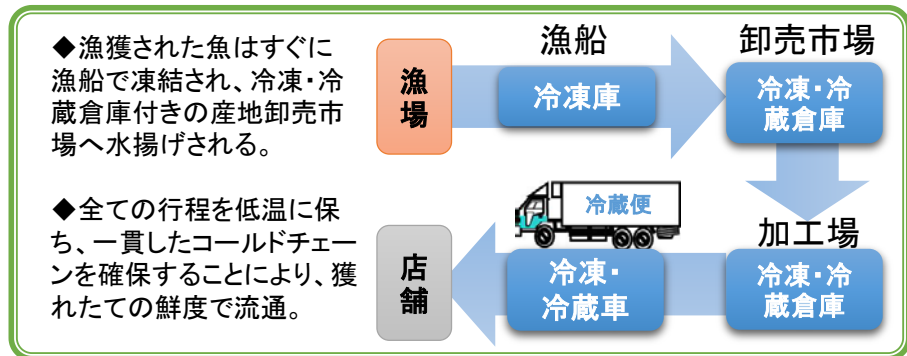 ◆漁獲された魚はすぐに
漁船で凍結され、冷凍・冷
蔵倉庫付きの産地卸売市
場へ水揚げされる。
◆全ての行程を低温に保
ち、一貫したコールドチェー
ンを確保することにより、獲
れたての鮮度で流通。
漁場
漁船
冷凍庫
卸売市場
冷凍・冷
蔵倉庫
加工場
冷凍・冷
蔵倉庫
冷蔵便
冷凍・
冷蔵車
店舗